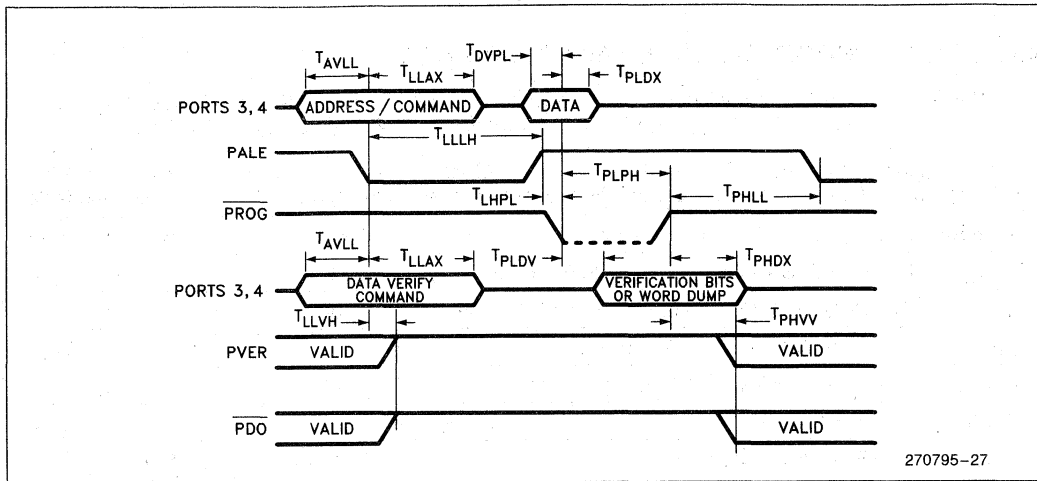 T_DVPL
T_AVLL T_LLAX T_PLDX
PORTS 3, 4 ADDRESS / COMMAND DATA
T_LLLH
PALE
T_PLPH
T_LHPL T_PHLL
PROG
T_AVLL T_LLAX T_PLDV T_PHDX
PORTS 3, 4 DATA VERIFY COMMAND VERIFICATION BITS OR WORD DUMP
T_LLVH T_PHVV
PVER VALID VALID
PDO VALID VALID
270795-27